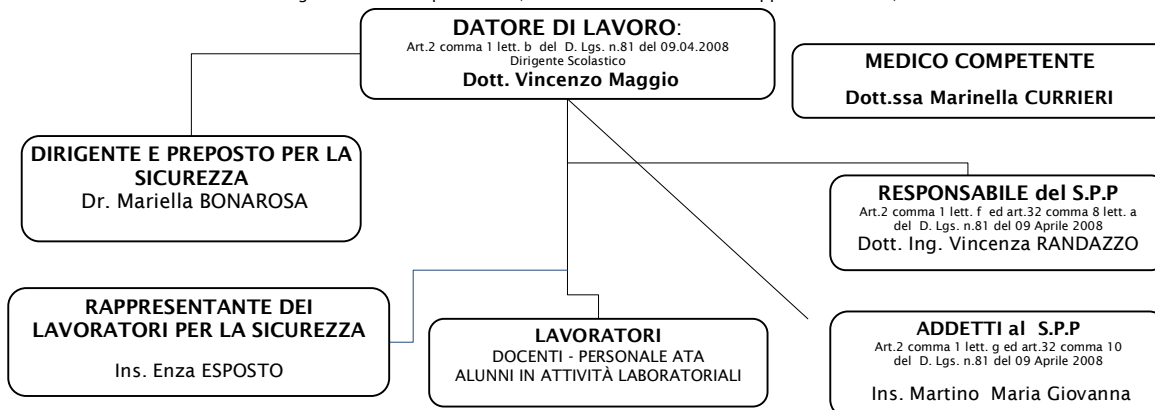 DATORE DI LAVORO:
Art.2 comma 1 lett. b del D. Lgs. n.81 del 09.04.2008
Dirigente Scolastico
Dott. Vincenzo Maggio
MEDICO COMPETENTE
Dott.ssa Marinella CURRIERI
DIRIGENTE E PREPOSTO PER LA
SICUREZZA
Dr. Mariella BONAROSA
RESPONSABILE del S.P.P
Art.2 comma 1 lett. f ed art.32 comma 8 lett. a
del D. Lgs. n.81 del 09 Aprile 2008
Dott. Ing. Vincenza RANDAZZO
RAPPRESENTANTE DEI
LAVORATORI PER LA SICUREZZA
Ins. Enza ESPOSTO
LAVORATORI
DOCENTI - PERSONALE ATA
ALUNNI IN ATTIVITÀ LABORATORIALI
ADDETTI al S.P.P
Art.2 comma 1 lett. g ed art.32 comma 10
del D. Lgs. n.81 del 09 Aprile 2008
Ins. Martino Maria Giovanna